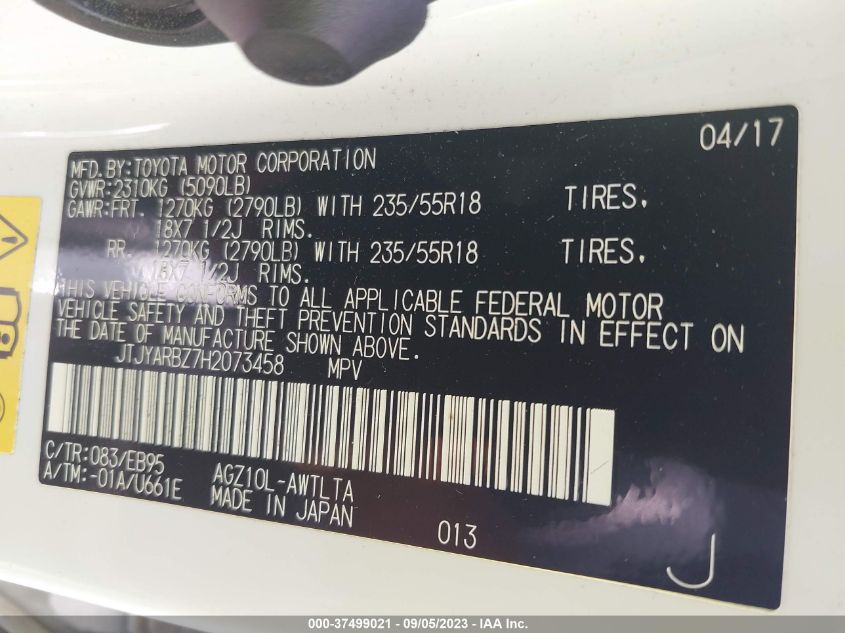 04/17
MFD.BY:TOYOTA MOTOR CORPORATION
GVWR:2310KG (5090LB)
GAWR:FRT. 1270KG (2790LB) WITH 235/55R18 TIRES.
18X7 1/2J RIMS.
RR. 1270KG (2790LB) WITH 235/55R18 TIRES.
18X7 1/2J RIMS.
THIS VEHICLE CONFORMS TO ALL APPLICABLE FEDERAL MOTOR
VEHICLE SAFETY AND THEFT PREVENTION STANDARDS IN EFFECT ON
THE DATE OF MANUFACTURE SHOWN ABOVE.
JTJYARBZ7H2073458 MPV
C/TR:083/EB95
A/TM:-01A/U661E
AGZ10L-AWTLTA
MADE IN JAPAN
013
J
000-37499021 - 09/05/2023 - IAA Inc.